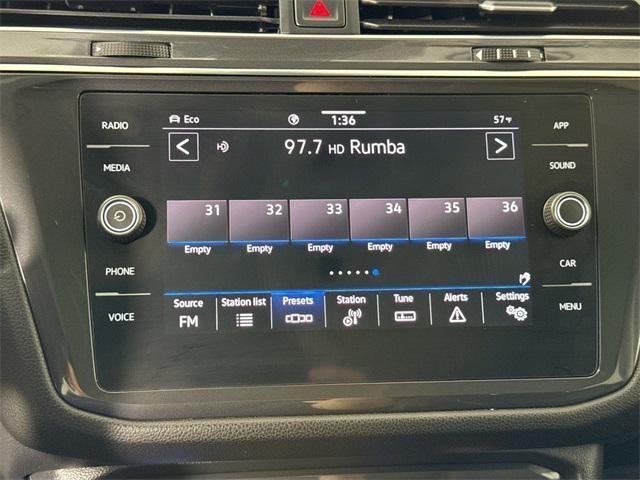 RADIO
MEDIA
PHONE
VOICE
Eco 1:36 57°F
< HD 97.7 HD Rumba >
31 32 33 34 35 36
Empty Empty Empty Empty Empty Empty
Source Station list Presets Station Tune Alerts Settings
FM
APP
SOUND
CAR
MENU